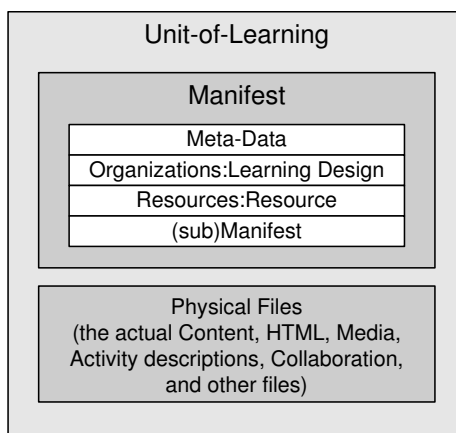 Unit-of-Learning
Manifest
Meta-Data
Organizations:Learning Design
Resources:Resource
(sub)Manifest
Physical Files
(the actual Content, HTML, Media,
Activity descriptions, Collaboration,
and other files)